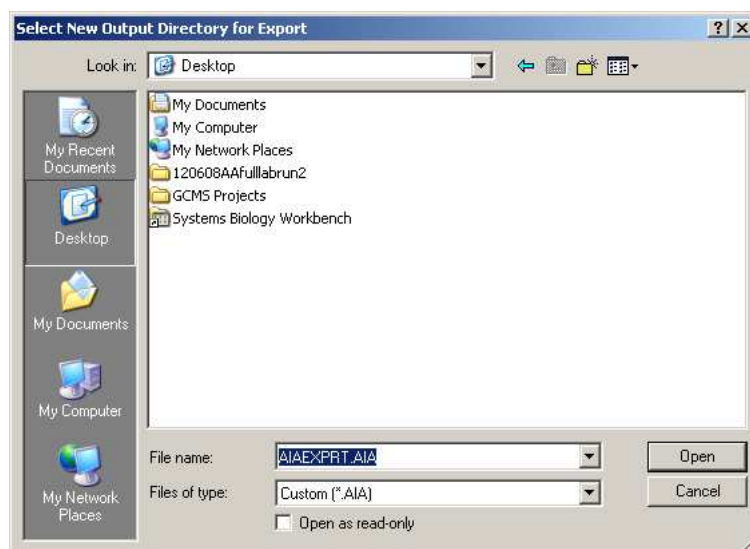 Select New Output Directory for Export
Look in: Desktop
My Recent
Documents
Desktop
My Documents
My Computer
My Network
Places
My Documents
My Computer
My Network Places
120608AAfulllabrun2
GCMS Projects
Systems Biology Workbench
File name: AIAEXPRT.AIA Open
Files of type: Custom (*.AIA) Cancel
Open as read-only